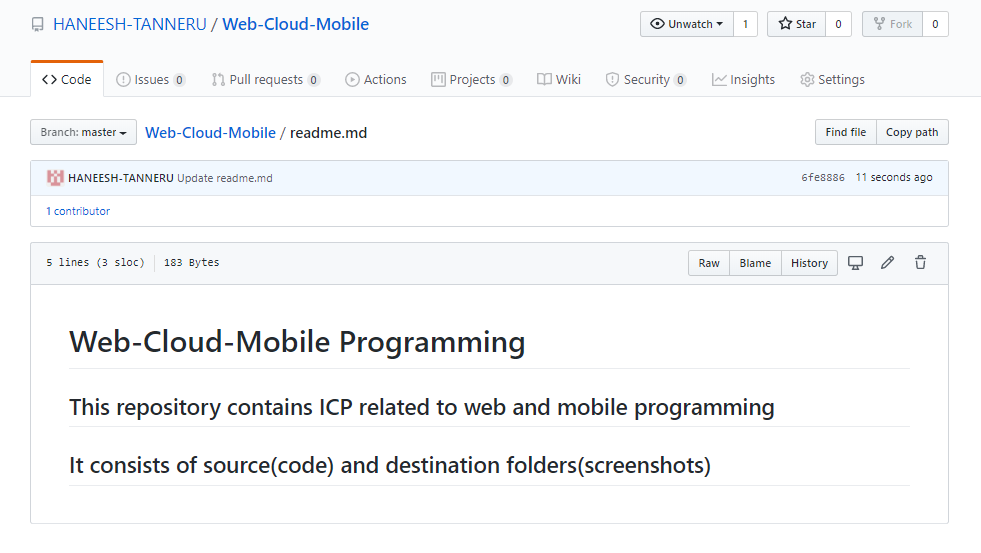 HANEESH-TANNERU / Web-Cloud-Mobile
Unwatch 1 Star 0 Fork 0
Code Issues 0 Pull requests 0 Actions Projects 0 Wiki Security 0 Insights Settings
Branch: master Web-Cloud-Mobile / readme.md Find file Copy path
HANEESH-TANNERU Update readme.md 6fe8886 11 seconds ago
1 contributor
5 lines (3 sloc) 183 Bytes Raw Blame History
Web-Cloud-Mobile Programming
This repository contains ICP related to web and mobile programming
It consists of source(code) and destination folders(screenshots)